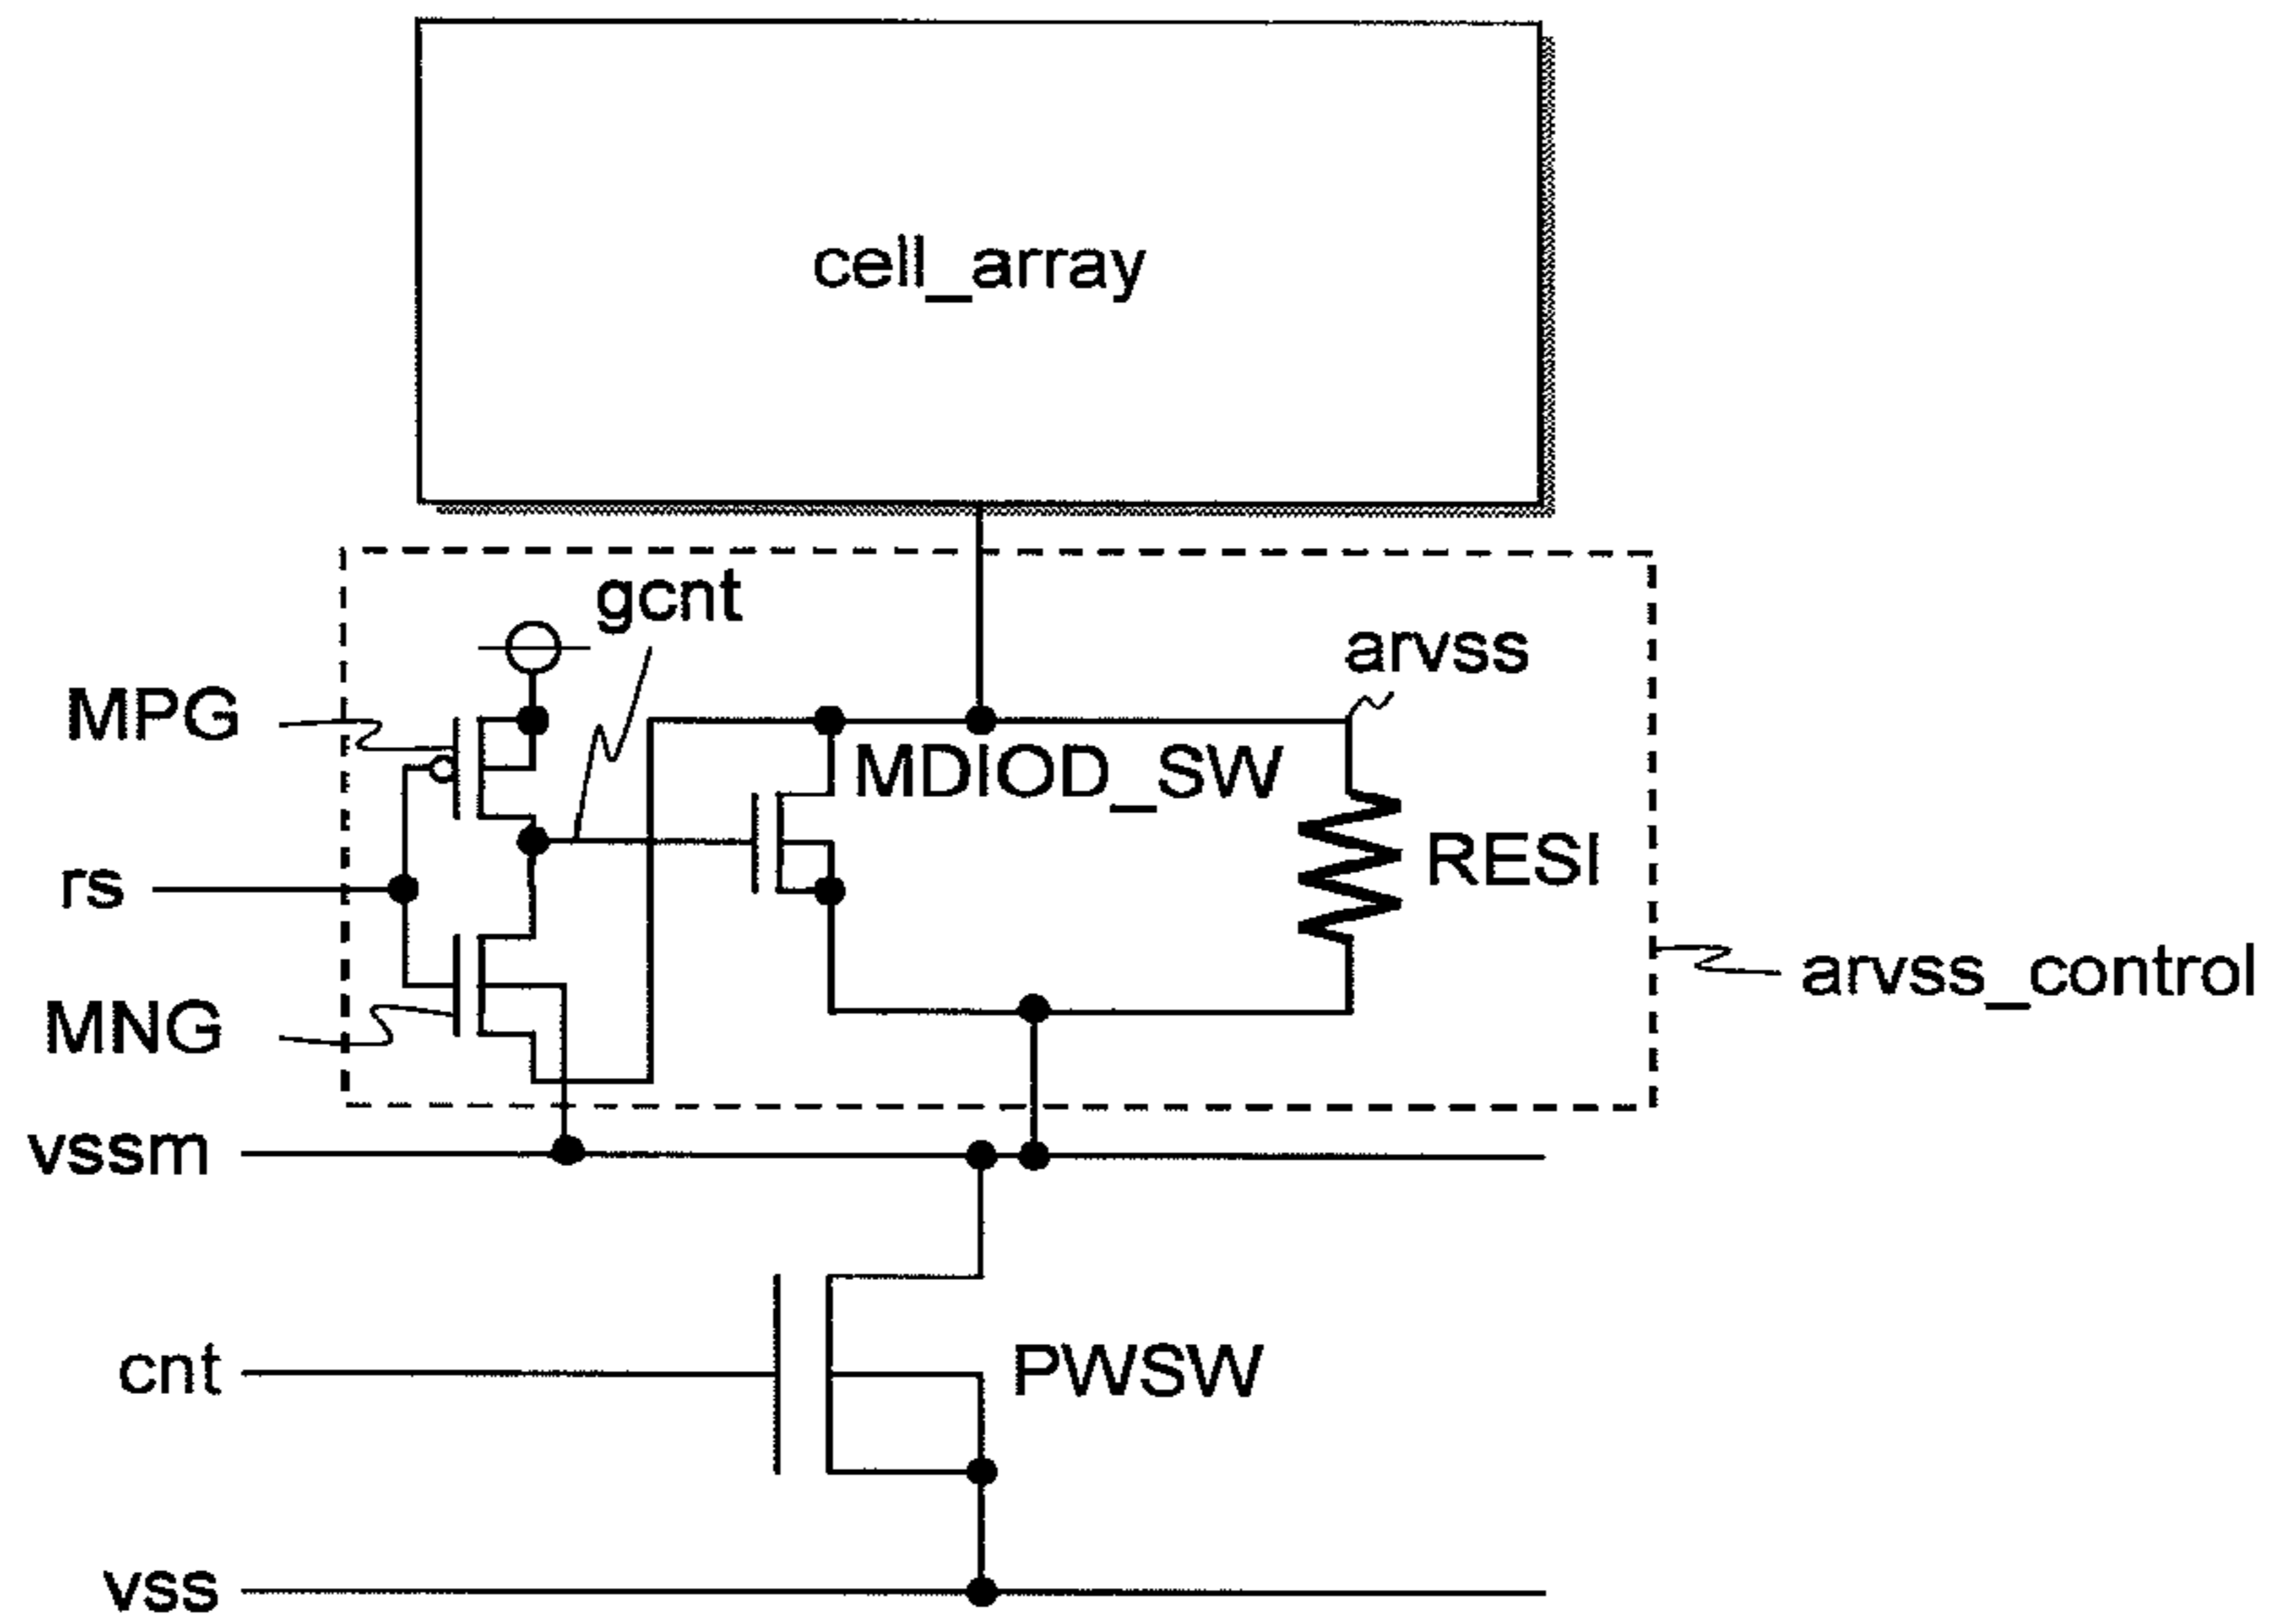 cell_array
gcnt
arvss
MPG
MDIOD_SW
RESI
rs
arvss_control
MNG
vssm
cnt
PWSW
vss